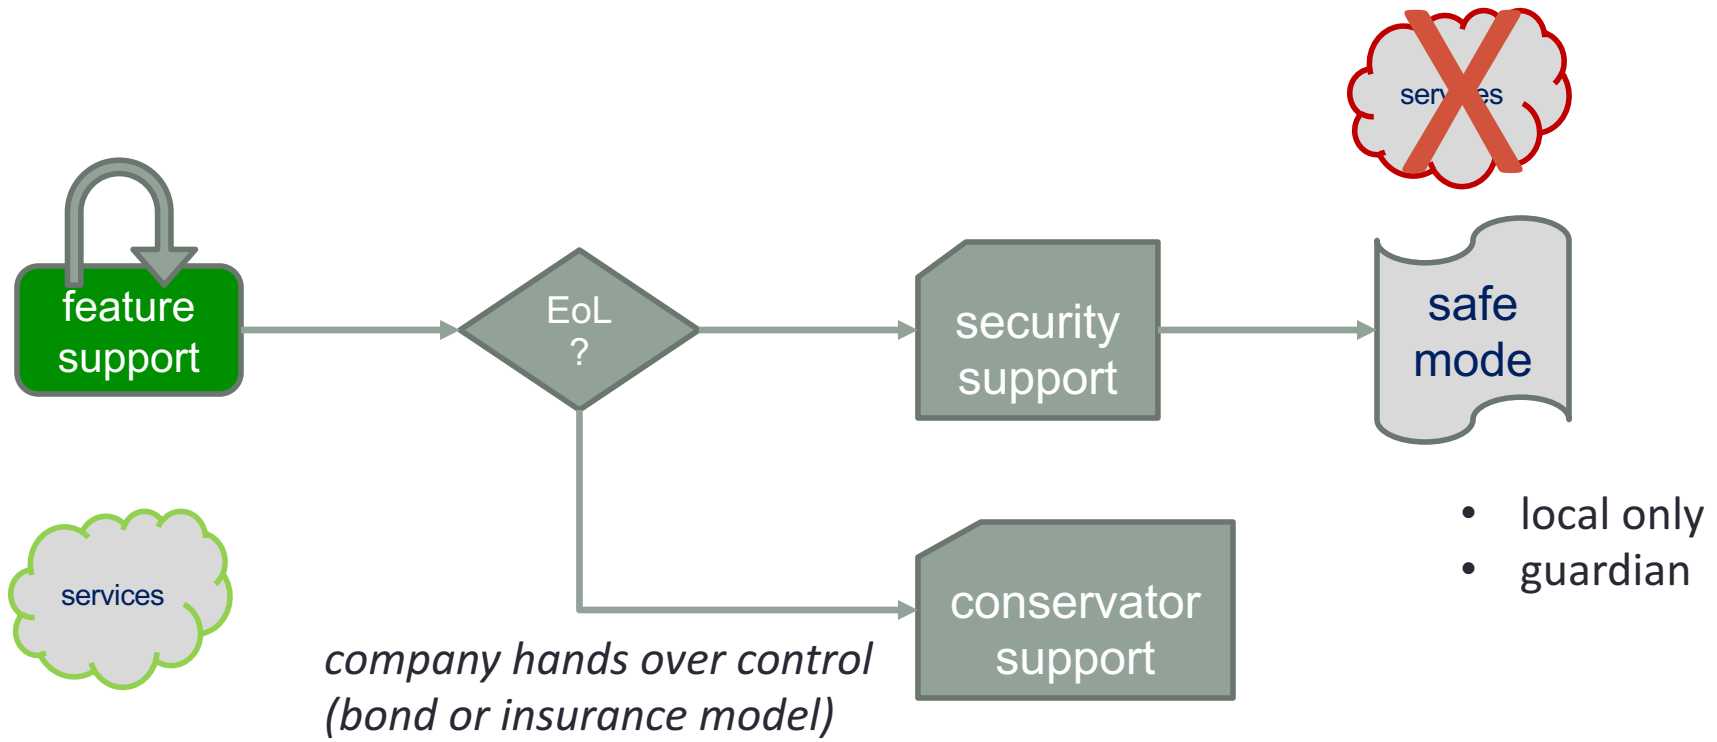 services
feature
support
EoL
?
security
support
safe
mode
• local only
• guardian
services
conservator
support
company hands over control
(bond or insurance model)